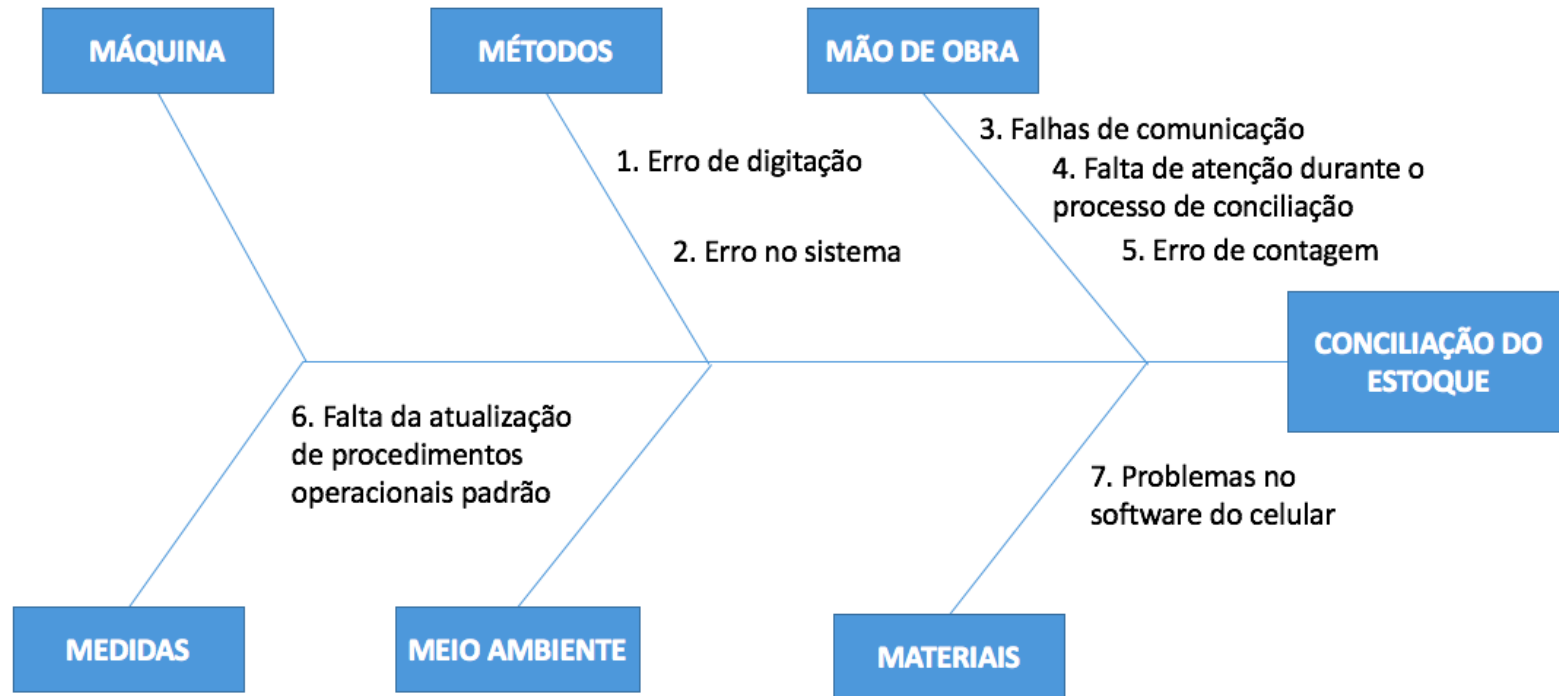 MÁQUINA
MÉTODOS
MÃO DE OBRA
3. Falhas de comunicação
1. Erro de digitação
4. Falta de atenção durante o
processo de conciliação
2. Erro no sistema
5. Erro de contagem
CONCILIAÇÃO DO
ESTOQUE
6. Falta da atualização
de procedimentos
operacionais padrão
7. Problemas no
software do celular
MEDIDAS
MEIO AMBIENTE
MATERIAIS